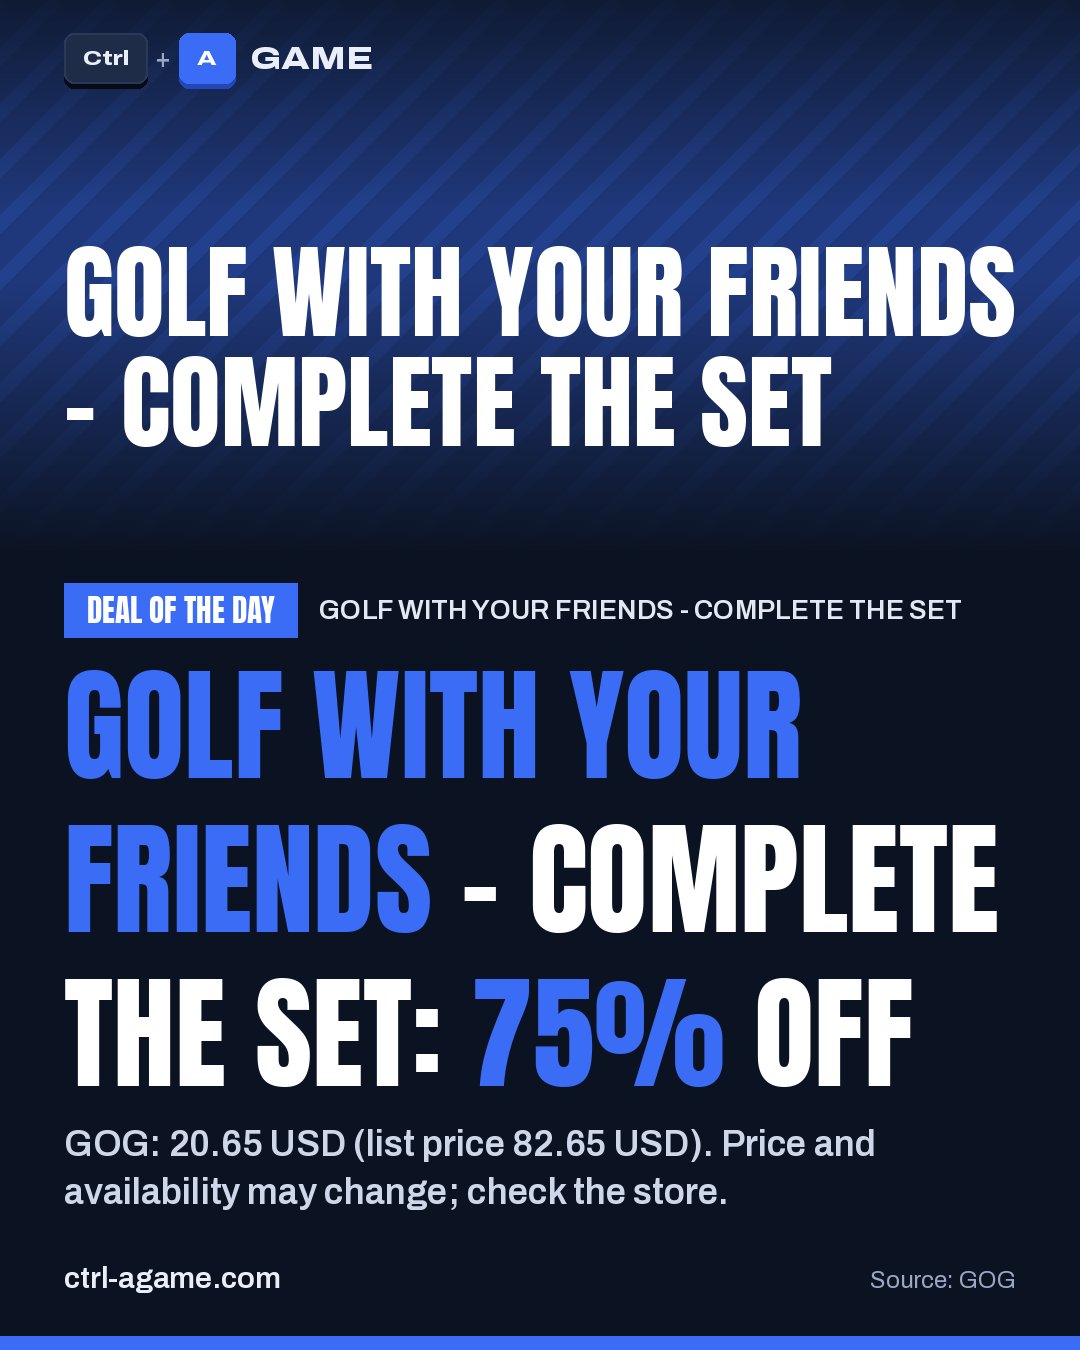 Ctrl + A GAME
GOLF WITH YOUR FRIENDS
- COMPLETE THE SET
DEAL OF THE DAY GOLF WITH YOUR FRIENDS - COMPLETE THE SET
GOLF WITH YOUR
FRIENDS - COMPLETE
THE SET: 75% OFF
GOG: 20.65 USD (list price 82.65 USD). Price and
availability may change; check the store.
ctrl-agame.com Source: GOG